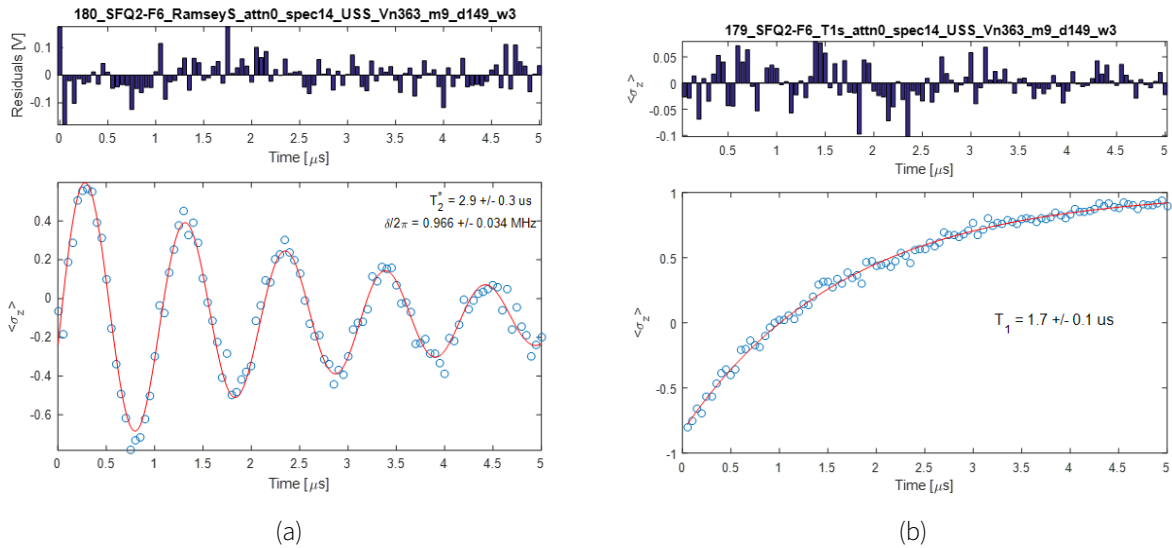 180_SFQ2-F6_RamseyS_attn0_spec14_USS_Vn363_m9_d149_w3
Residuals [V]
0.1
0
-0.1
0 0.5 1 1.5 2 2.5 3 3.5 4 4.5 5
Time [μs]
T2* = 2.9 +/- 0.3 us
δ/2π = 0.966 +/- 0.034 MHz
<σz>
0.4
0.2
0
-0.2
-0.4
-0.6
0 0.5 1 1.5 2 2.5 3 3.5 4 4.5 5
Time [μs]
(a)
179_SFQ2-F6_T1s_attn0_spec14_USS_Vn363_m9_d149_w3
<σz>
0.05
0
-0.05
-0.1
0.5 1 1.5 2 2.5 3 3.5 4 4.5 5
Time [μs]
<σz>
1
0.5
0
-0.5
-1
T1 = 1.7 +/- 0.1 us
0 0.5 1 1.5 2 2.5 3 3.5 4 4.5 5
Time [μs]
(b)